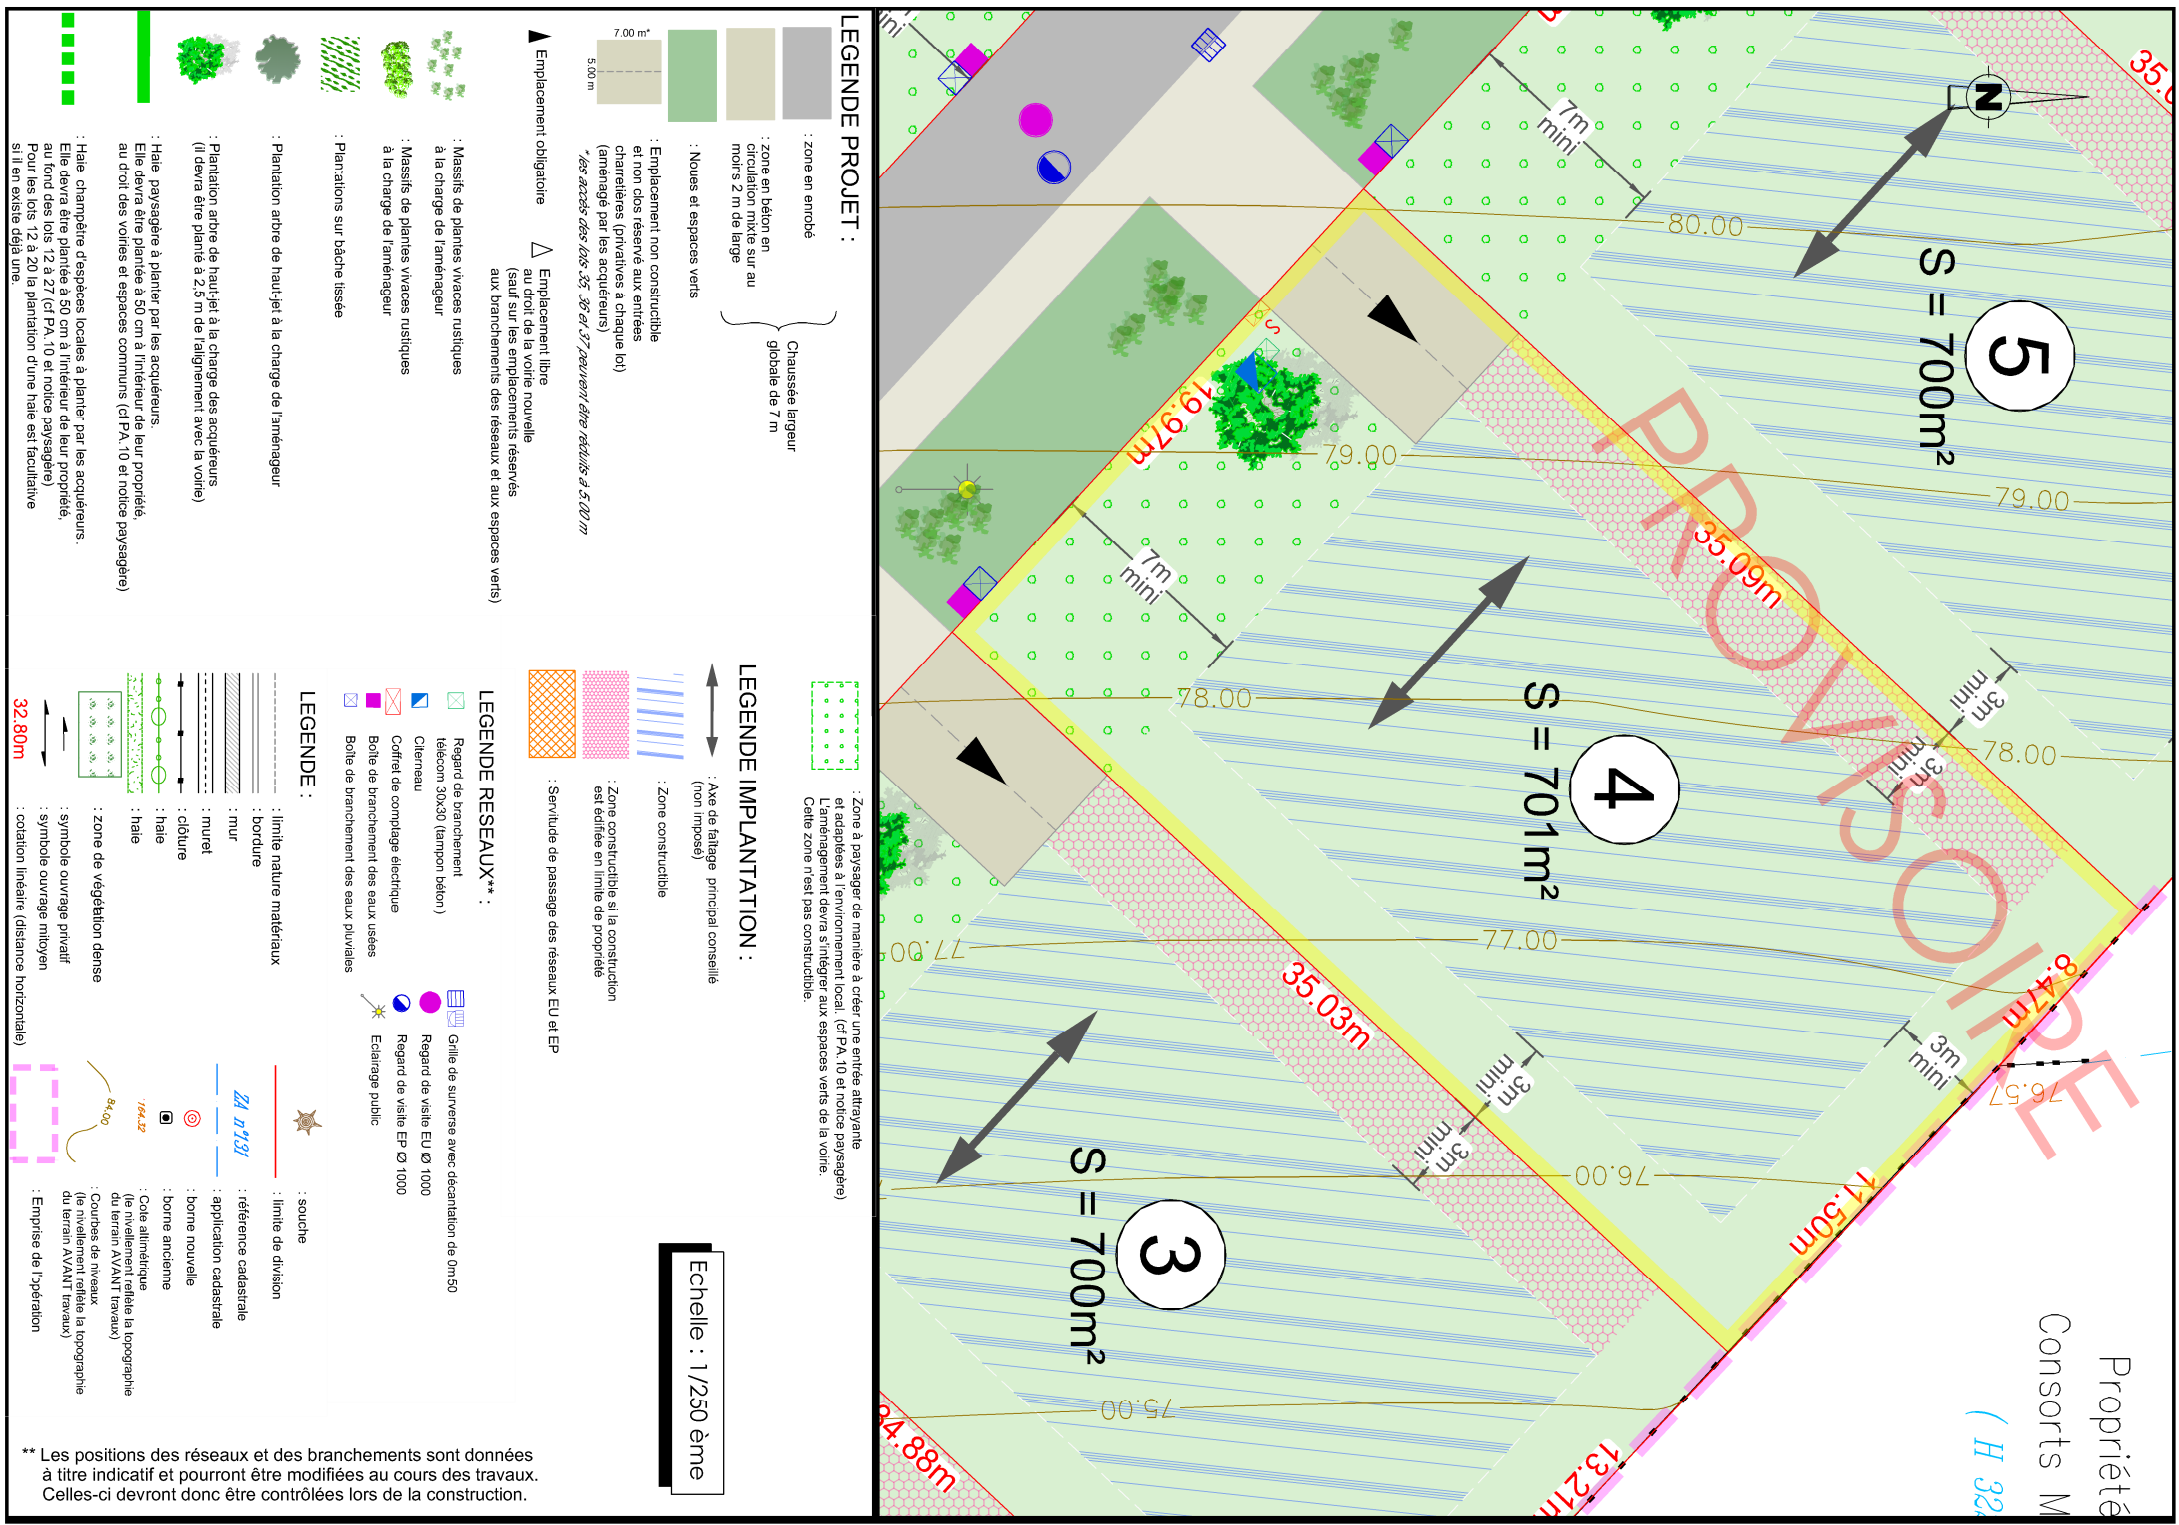 LEGENDE PROJET :
: zone en enrobé
: zone en béton en
circulation mixte sur au
moins 2 m de large
Chaussée largeur
globale de 7 m
: Noues et espaces verts
7.00 m*
5.00 m
: Emplacement non constructible
et non clos réservé aux entrées
charretières (privatives à chaque lot)
(aménagé par les acquéreurs)
*les accès des lots 35, 36 et 37 peuvent être réduits à 5.00 m
Emplacement obligatoire
Emplacement libre
au droit de la voirie nouvelle
(sauf sur les emplacements réservés
aux branchements des réseaux et aux espaces verts)
: Massifs de plantes vivaces rustiques
à la charge de l'aménageur
: Massifs de plantes vivaces rustiques
à la charge de l'aménageur
: Plantations sur bâche tissée
: Plantation arbre de haut-jet à la charge de l'aménageur
: Plantation arbre de haut-jet à la charge des acquéreurs
(il devra être planté à 2,5 m de l'alignement avec la voirie)
: Haie paysagère à planter par les acquéreurs.
Elle devra être plantée à 50 cm à l'intérieur de leur propriété,
au droit des voiries et espaces communs (cf PA.10 et notice paysagère)
: Haie champêtre d'espèces locales à planter par les acquéreurs.
Elle devra être plantée à 50 cm à l'intérieur de leur propriété,
au fond des lots 12 à 27 (cf PA.10 et notice paysagère)
Pour les lots 12 à 20 la plantation d'une haie est facultative
si il en existe déjà une.
: Zone à paysager de manière à créer une entrée attrayante
et adaptées à l'environnement local. (cf PA.10 et notice paysagère)
L'aménagement devra s'intégrer aux espaces verts de la voirie.
Cette zone n'est pas constructible.
LEGENDE IMPLANTATION :
: Axe de faîtage principal conseillé
(non imposé)
: Zone constructible
: Zone constructible si la construction
est édifiée en limite de propriété
: Servitude de passage des réseaux EU et EP
LEGENDE RESEAUX** :
Regard de branchement
télécom 30x30 (tampon béton)
Citerneau
Coffret de comptage électrique
Boîte de branchement des eaux usées
Boîte de branchement des eaux pluviales
Grille de surverse avec décantation de 0m50
Regard de visite EU Ø 1000
Regard de visite EP Ø 1000
Eclairage public
LEGENDE :
: limite nature matériaux
: bordure
: mur
: muret
: clôture
: haie
: haie
: zone de végétation dense
: symbole ouvrage privatif
: symbole ouvrage mitoyen
32.80m
: cotation linéaire (distance horizontale)
: souche
: limite de division
ZA n°131
: référence cadastrale
: application cadastrale
: borne nouvelle
: borne ancienne
164.32
: Cote altimétrique
(le nivellement reflète la topographie
du terrain AVANT travaux)
84.00
: Courbes de niveaux
(le nivellement reflète la topographie
du terrain AVANT travaux)
: Emprise de l'opération
Echelle : 1/250 ème
** Les positions des réseaux et des branchements sont données
à titre indicatif et pourront être modifiées au cours des travaux.
Celles-ci devront donc être contrôlées lors de la construction.
N
5
S = 700m²
4
S = 701m²
3
S = 700m²
PROVISOIRE
80.00
79.00
79.00
78.00
78.00
77.00
77.00
76.00
76.57
75.00
19.97m
35.09m
35.03m
8.47m
11.50m
13.21m
34.88m
S
7m
mini
7m
mini
mini
3m
mini
3m
mini
3m
mini
3m
mini
3m
mini
Propriété
Consorts M
( H 32